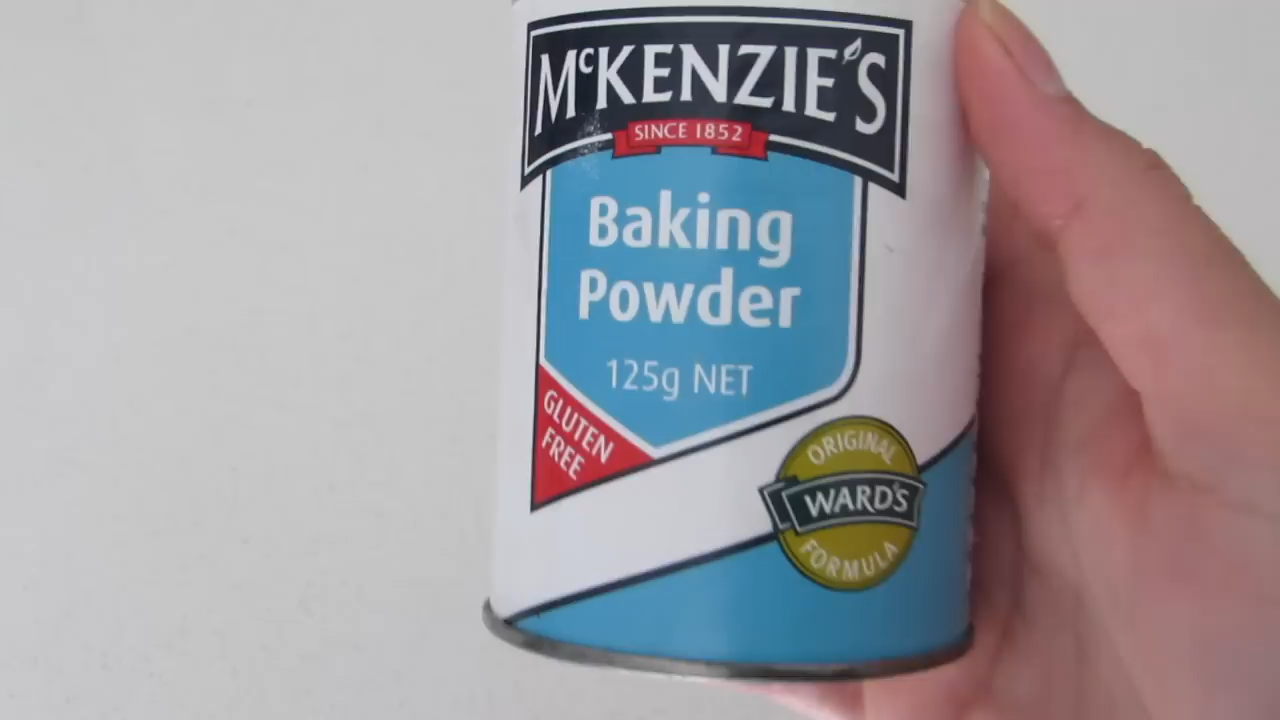 McKENZIE'S
SINCE 1852
Baking
Powder
125g NET
GLUTEN
FREE
ORIGINAL
WARD'S
FORMULA